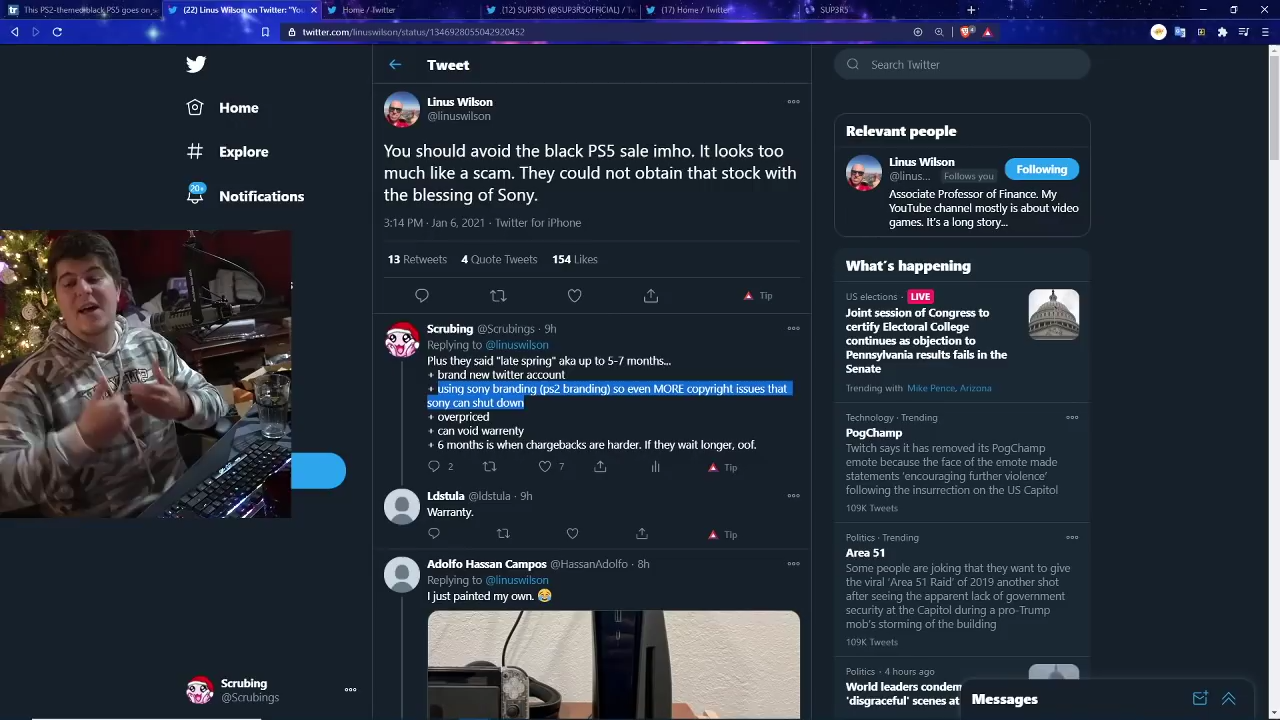 This PS2-themed black PS5 goes on s
(22) Linus Wilson on Twitter: "You
Home / Twitter
(12) SUP3R5 (@SUP3R5OFFICIAL) / Tw
(17) Home / Twitter
SUP3R5
twitter.com/linuswilson/status/1346928055042920452
Home
Explore
20+
Notifications
Scrubing
@Scrubings
Tweet
Linus Wilson
@linuswilson
You should avoid the black PS5 sale imho. It looks too
much like a scam. They could not obtain that stock with
the blessing of Sony.
3:14 PM · Jan 6, 2021 · Twitter for iPhone
13 Retweets 4 Quote Tweets 154 Likes
Tip
Scrubing @Scrubings · 9h
Replying to @linuswilson
Plus they said "late spring" aka up to 5-7 months...
+ brand new twitter account
+ using sony branding (ps2 branding) so even MORE copyright issues that
sony can shut down
+ overpriced
+ can void warrenty
+ 6 months is when chargebacks are harder. If they wait longer, oof.
2 7 Tip
Ldstula @ldstula · 9h
Warranty.
Tip
Adolfo Hassan Campos @HassanAdolfo · 8h
Replying to @linuswilson
I just painted my own. 😂
Search Twitter
Relevant people
Linus Wilson
@linus... Follows you
Following
Associate Professor of Finance. My
YouTube channel mostly is about video
games. It's a long story...
What's happening
US elections · LIVE
Joint session of Congress to
certify Electoral College
continues as objection to
Pennsylvania results fails in the
Senate
Trending with Mike Pence, Arizona
Technology · Trending
PogChamp
Twitch says it has removed its PogChamp
emote because the face of the emote made
statements 'encouraging further violence'
following the insurrection on the US Capitol
109K Tweets
Politics · Trending
Area 51
Some people are joking that they want to give
the viral 'Area 51 Raid' of 2019 another shot
after seeing the apparent lack of government
security at the Capitol during a pro-Trump
mob's storming of the building
109K Tweets
Politics · 4 hours ago
World leaders condem
'disgraceful' scenes at
Messages